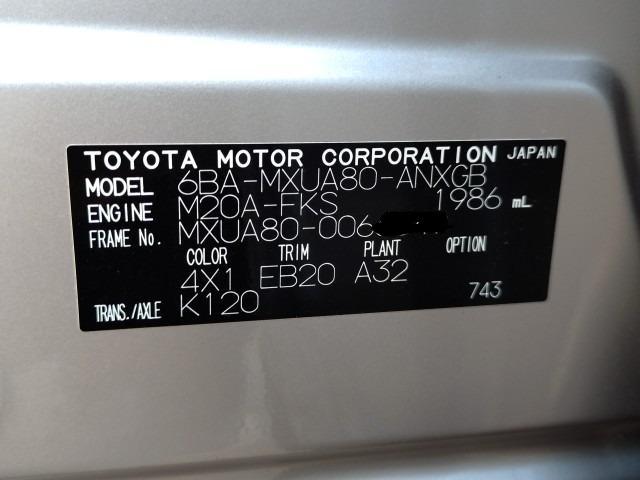 TOYOTA MOTOR CORPORATION JAPAN
MODEL 6BA-MXUA80-ANXGB
ENGINE M20A-FKS 1986 mL
FRAME No. MXUA80-006
COLOR TRIM PLANT OPTION
4X1 EB20 A32
TRANS./AXLE K120 743